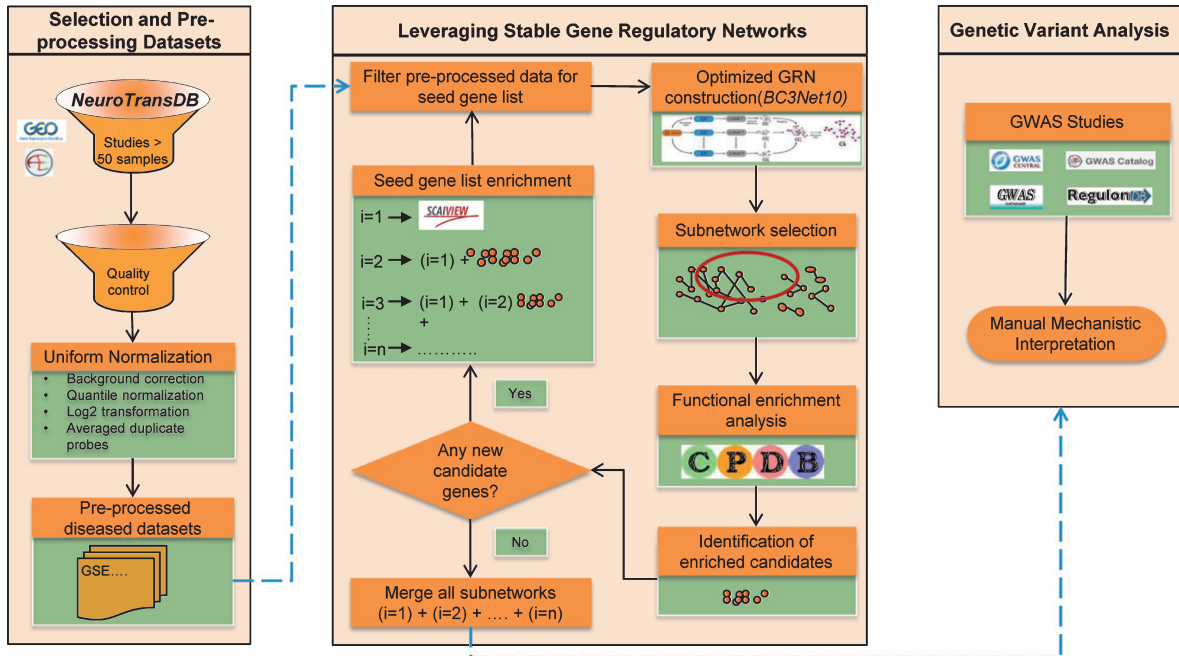 Selection and Pre-
processing Datasets
NeuroTransDB
GEO
AE
Studies >
50 samples
Quality
control
Uniform Normalization
• Background correction
• Quantile normalization
• Log2 transformation
• Averaged duplicate
probes
Pre-processed
diseased datasets
GSE....
Leveraging Stable Gene Regulatory Networks
Filter pre-processed data for
seed gene list
Seed gene list enrichment
i=1
SCAIVIEW
i=2
(i=1) +
i=3
(i=1) + (i=2)
+
i=n
...........
Yes
Any new
candidate
genes?
No
Merge all subnetworks
(i=1) + (i=2) + .... + (i=n)
Optimized GRN
construction(BC3Net10)
Subnetwork selection
Functional enrichment
analysis
C P D B
Identification of
enriched candidates
Genetic Variant Analysis
GWAS Studies
GWAS
CENTRAL
GWAS Catalog
GWAS
RegulonDB
Manual Mechanistic
Interpretation